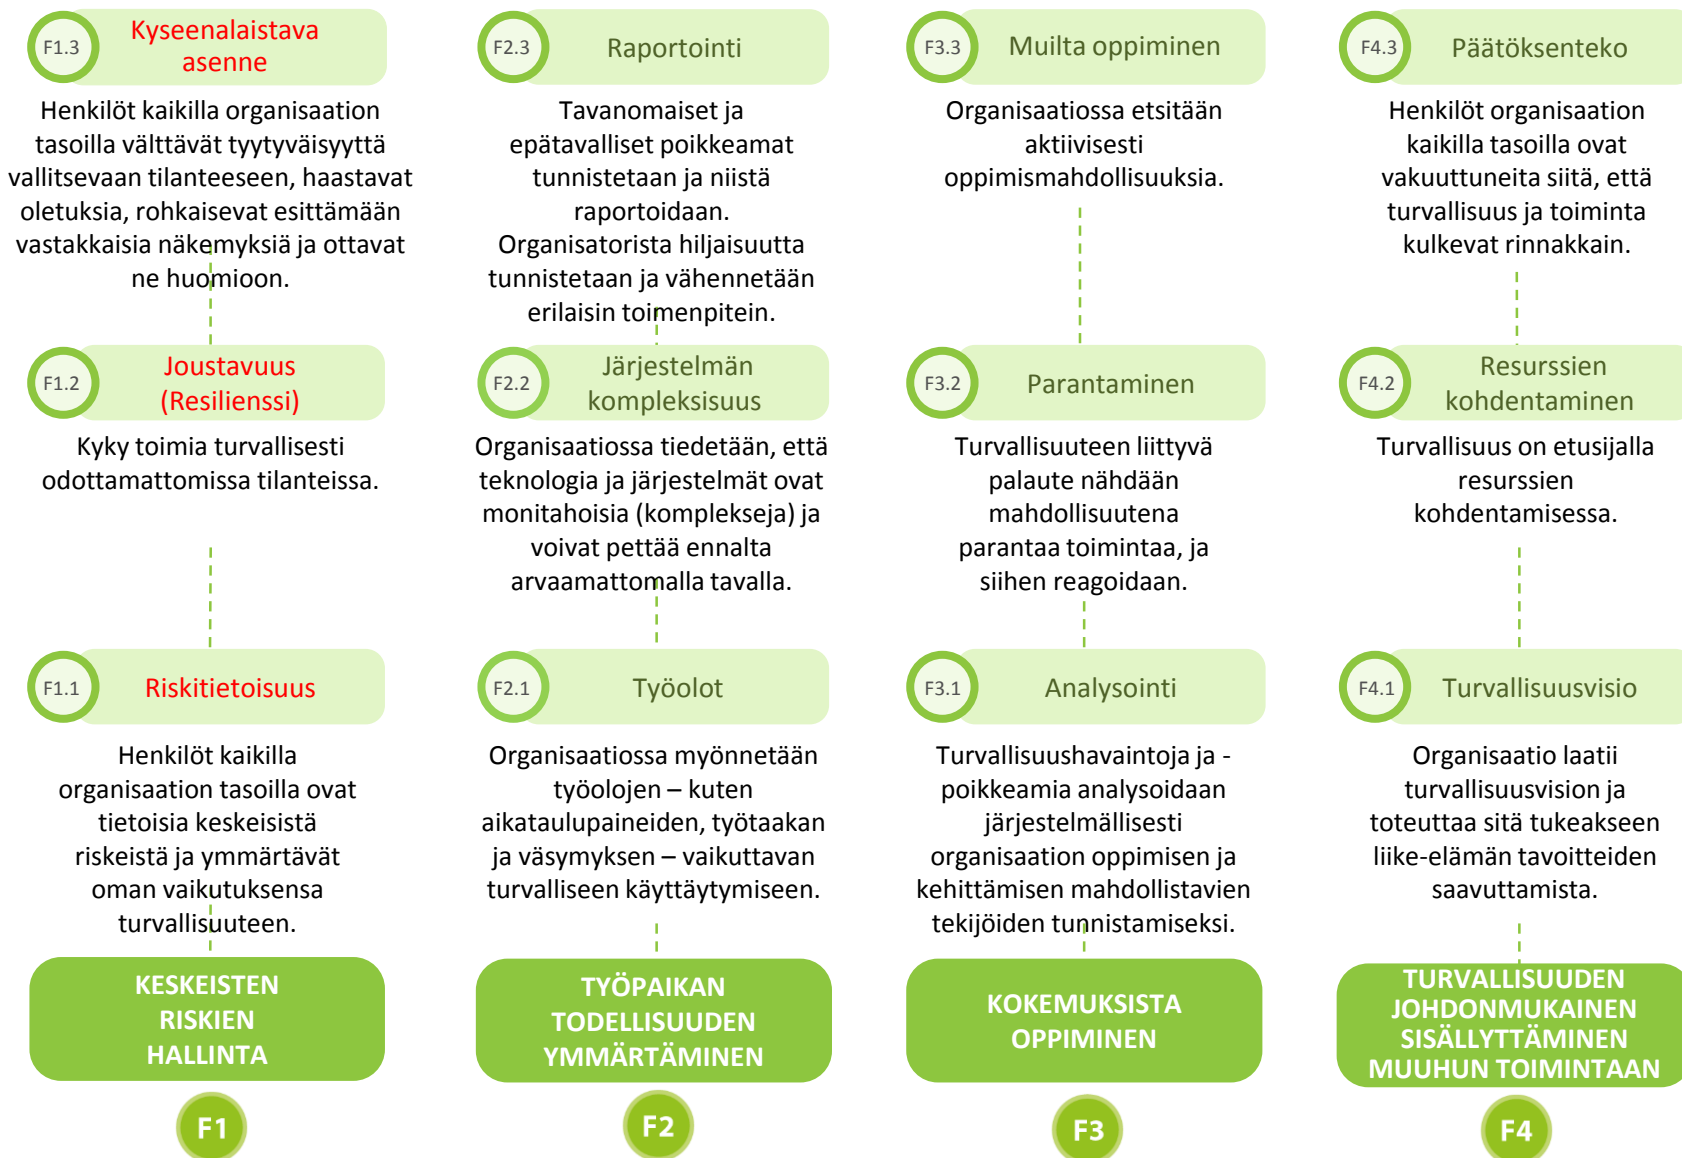 F1.3
Kyseenalaistava
asenne
Henkilöt kaikilla organisaation
tasoilla välttävät tyytyväisyyttä
vallitsevaan tilanteeseen, haastavat
oletuksia, rohkaisevat esittämään
vastakkaisia näkemyksiä ja ottavat
ne huomioon.
F1.2
Joustavuus
(Resilienssi)
Kyky toimia turvallisesti
odottamattomissa tilanteissa.
F1.1
Riskitietoisuus
Henkilöt kaikilla
organisaation tasoilla ovat
tietoisia keskeisistä
riskeistä ja ymmärtävät
oman vaikutuksensa
turvallisuuteen.
KESKEISTEN
RISKIEN
HALLINTA
F1
F2.3
Raportointi
Tavanomaiset ja
epätavalliset poikkeamat
tunnistetaan ja niistä
raportoidaan.
Organisatorista hiljaisuutta
tunnistetaan ja vähennetään
erilaisin toimenpitein.
F2.2
Järjestelmän
kompleksisuus
Organisaatiossa tiedetään, että
teknologia ja järjestelmät ovat
monitahoisia (komplekseja) ja
voivat pettää ennalta
arvaamattomalla tavalla.
F2.1
Työolot
Organisaatiossa myönnetään
työolojen – kuten
aikataulupaineiden, työtaakan
ja väsymyksen – vaikuttavan
turvalliseen käyttäytymiseen.
TYÖPAIKAN
TODELLISUUDEN
YMMÄRTÄMINEN
F2
F3.3
Muilta oppiminen
Organisaatiossa etsitään
aktiivisesti
oppimismahdollisuuksia.
F3.2
Parantaminen
Turvallisuuteen liittyvä
palaute nähdään
mahdollisuutena
parantaa toimintaa, ja
siihen reagoidaan.
F3.1
Analysointi
Turvallisuushavaintoja ja -
poikkeamia analysoidaan
järjestelmällisesti
organisaation oppimisen ja
kehittämisen mahdollistavien
tekijöiden tunnistamiseksi.
KOKEMUKSISTA
OPPIMINEN
F3
F4.3
Päätöksenteko
Henkilöt organisaation
kaikilla tasoilla ovat
vakuuttuneita siitä, että
turvallisuus ja toiminta
kulkevat rinnakkain.
F4.2
Resurssien
kohdentaminen
Turvallisuus on etusijalla
resurssien
kohdentamisessa.
F4.1
Turvallisuusvisio
Organisaatio laatii
turvallisuusvision ja
toteuttaa sitä tukeakseen
liike-elämän tavoitteiden
saavuttamista.
TURVALLISUUDEN
JOHDONMUKAINEN
SISÄLLYTTÄMINEN
MUUHUN TOIMINTAAN
F4